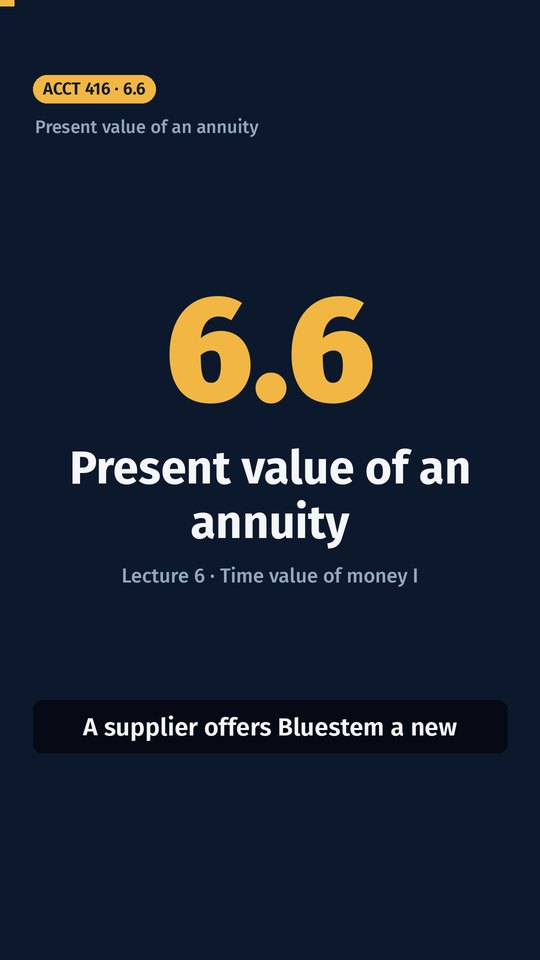 ACCT 416 · 6.6
Present value of an annuity
6.6
Present value of an
annuity
Lecture 6 · Time value of money I
A supplier offers Bluestem a new